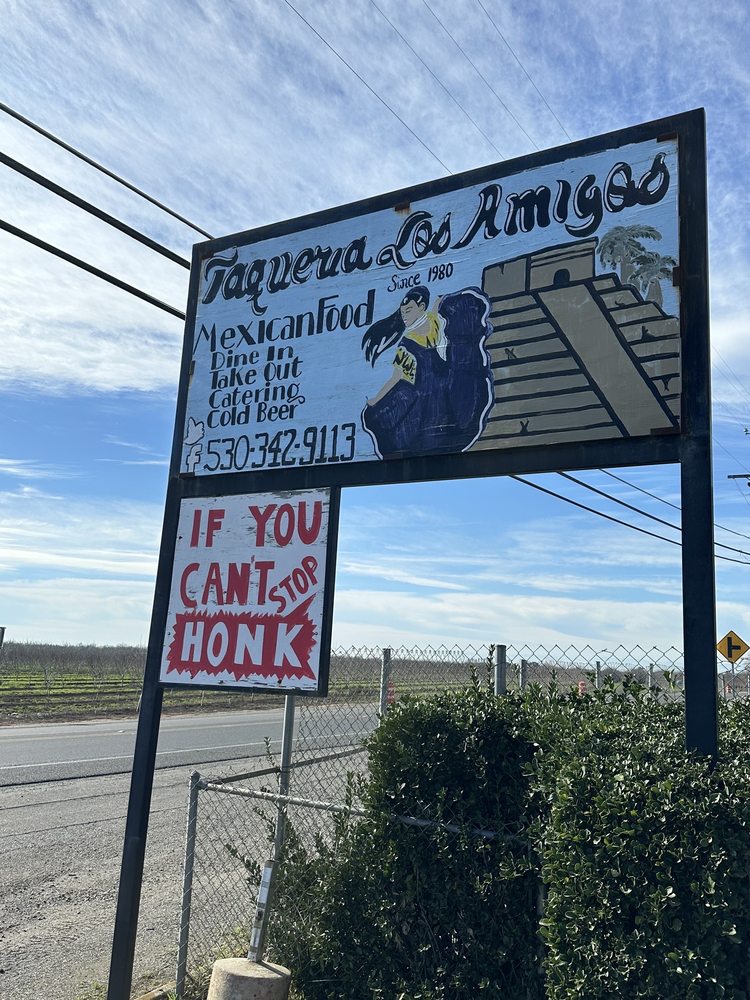 Taqueria Los Amigos
Since 1980
Mexican Food
Dine In
Take Out
Catering
Cold Beer
f 530-342-9113
IF YOU
CAN'T STOP
HONK